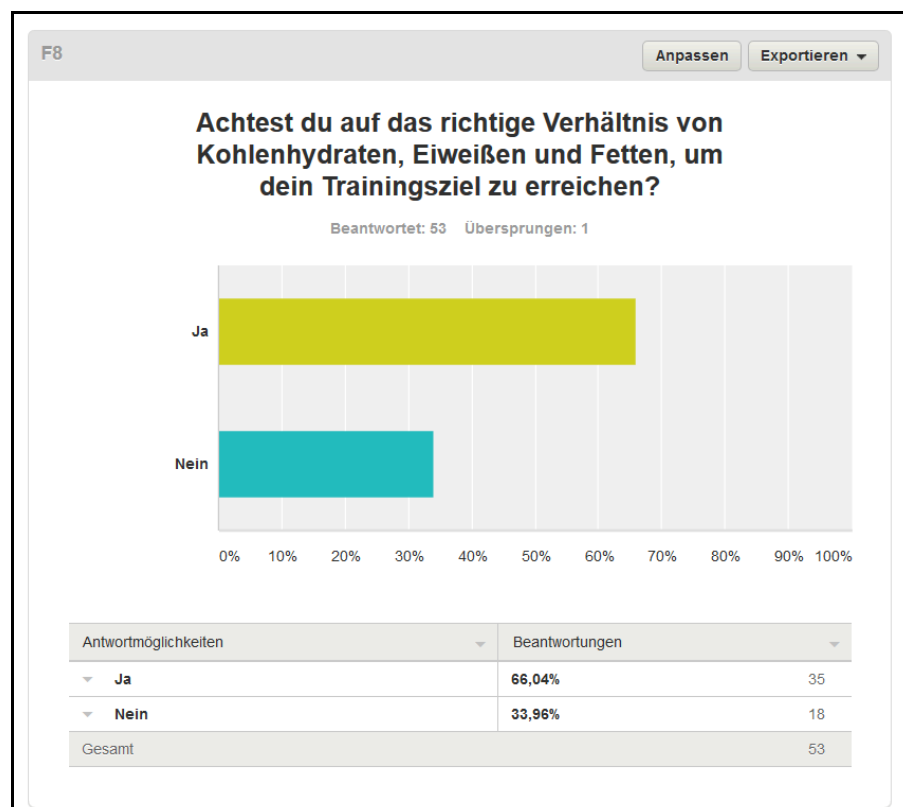 F8
Anpassen
Exportieren
Achtest du auf das richtige Verhältnis von
Kohlenhydraten, Eiweißen und Fetten, um
dein Trainingsziel zu erreichen?
Beantwortet: 53 Übersprungen: 1
Ja
Nein
0% 10% 20% 30% 40% 50% 60% 70% 80% 90% 100%
Antwortmöglichkeiten Beantwortungen
Ja 66,04% 35
Nein 33,96% 18
Gesamt 53